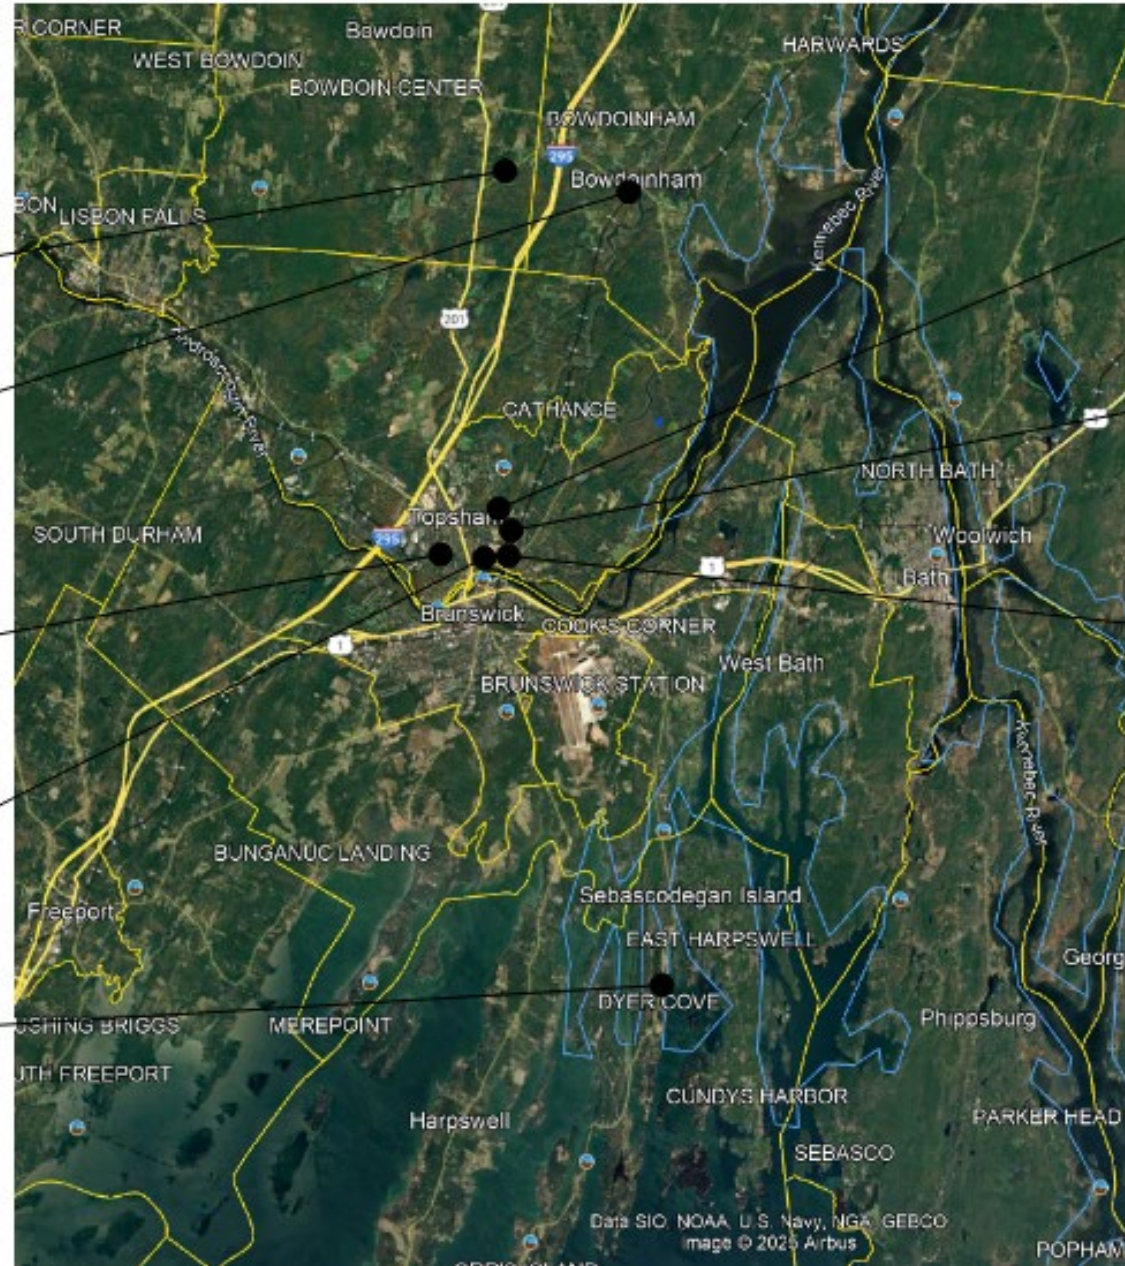 Bowdoin
WEST BOWDOIN
BOWDOIN CENTER
HARWARDS
BOWDOINHAM
295
Bowdoinham
LISBON FALLS
Kennebec River
201
Androscoggin River
CATHANCE
1
NORTH BATH
Topsham
SOUTH DURHAM
295
Woolwich
1
Bath
Brunswick
COOK'S CORNER
1
West Bath
BRUNSWICK STATION
Kennebec River
BUNGANUC LANDING
Sebascodegan Island
Freeport
EAST HARPSWELL
Georg
DYER COVE
USHING BRIGGS
MEREPOINT
Phippsburg
UTH FREEPORT
CUNDYS HARBOR
Harpswell
PARKER HEAD
SEBASCO
Data SIO, NOAA, U.S. Navy, NGA, GEBCO
Image © 2025 Airbus
POPHAM